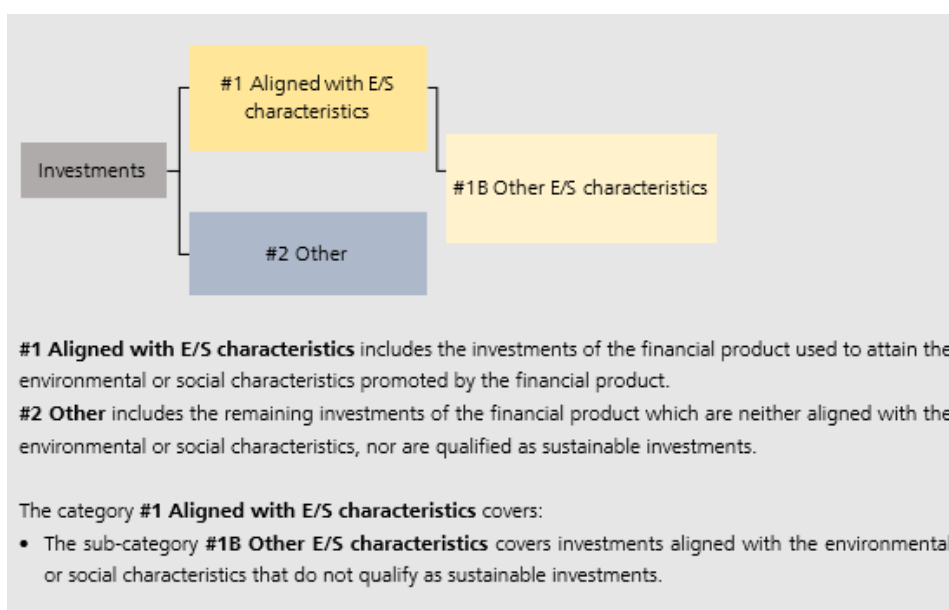 #1 Aligned with E/S
characteristics
Investments
#1B Other E/S characteristics
#2 Other
#1 Aligned with E/S characteristics includes the investments of the financial product used to attain the
environmental or social characteristics promoted by the financial product.
#2 Other includes the remaining investments of the financial product which are neither aligned with the
environmental or social characteristics, nor are qualified as sustainable investments.
The category #1 Aligned with E/S characteristics covers:
• The sub-category #1B Other E/S characteristics covers investments aligned with the environmental
or social characteristics that do not qualify as sustainable investments.